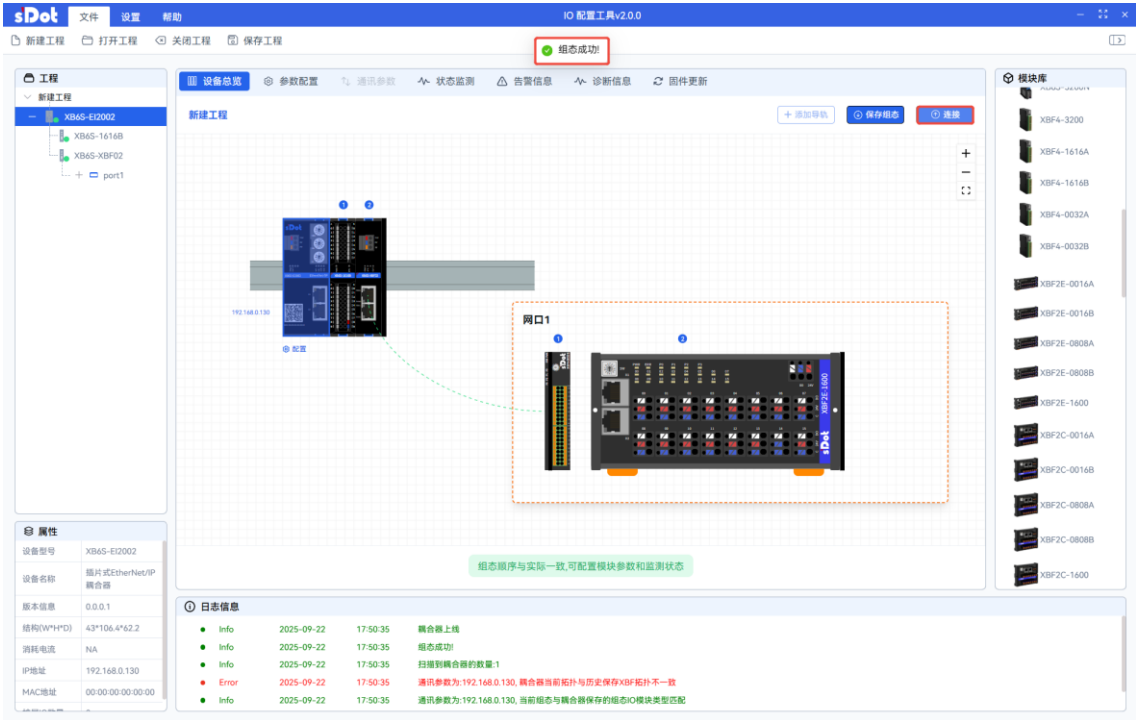 sDot 文件 设置 帮助 IO 配置工具v2.0.0
新建工程 打开工程 关闭工程 保存工程
组态成功!
工程
新建工程
XB6S-EI2002
XB6S-1616B
XB6S-XBF02
port1
设备总览 参数配置 通讯参数 状态监测 告警信息 诊断信息 固件更新
新建工程 添加导轨 保存组态 连接
1 2
sDot
192.168.0.130
配置
网口1
1 2
sDot
XBF2E-1600
sDot
组态顺序与实际一致,可配置模块参数和监测状态
模块库
XBF4-3200
XBF4-1616A
XBF4-1616B
XBF4-0032A
XBF4-0032B
XBF2E-0016A
XBF2E-0016B
XBF2E-0808A
XBF2E-0808B
XBF2E-1600
XBF2C-0016A
XBF2C-0016B
XBF2C-0808A
XBF2C-0808B
XBF2C-1600
属性
设备型号 XB6S-EI2002
设备名称 插片式EtherNet/IP
耦合器
版本信息 0.0.0.1
结构(W*H*D) 43*106.4*62.2
消耗电流 NA
IP地址 192.168.0.130
MAC地址 00:00:00:00:00:00
日志信息
Info 2025-09-22 17:50:35 耦合器上线
Info 2025-09-22 17:50:35 组态成功!
Info 2025-09-22 17:50:35 扫描到耦合器的数量:1
Error 2025-09-22 17:50:35 通讯参数为:192.168.0.130, 耦合器当前拓扑与历史保存XBF拓扑不一致
Info 2025-09-22 17:50:35 通讯参数为:192.168.0.130, 当前组态与耦合器保存的组态IO模块类型匹配